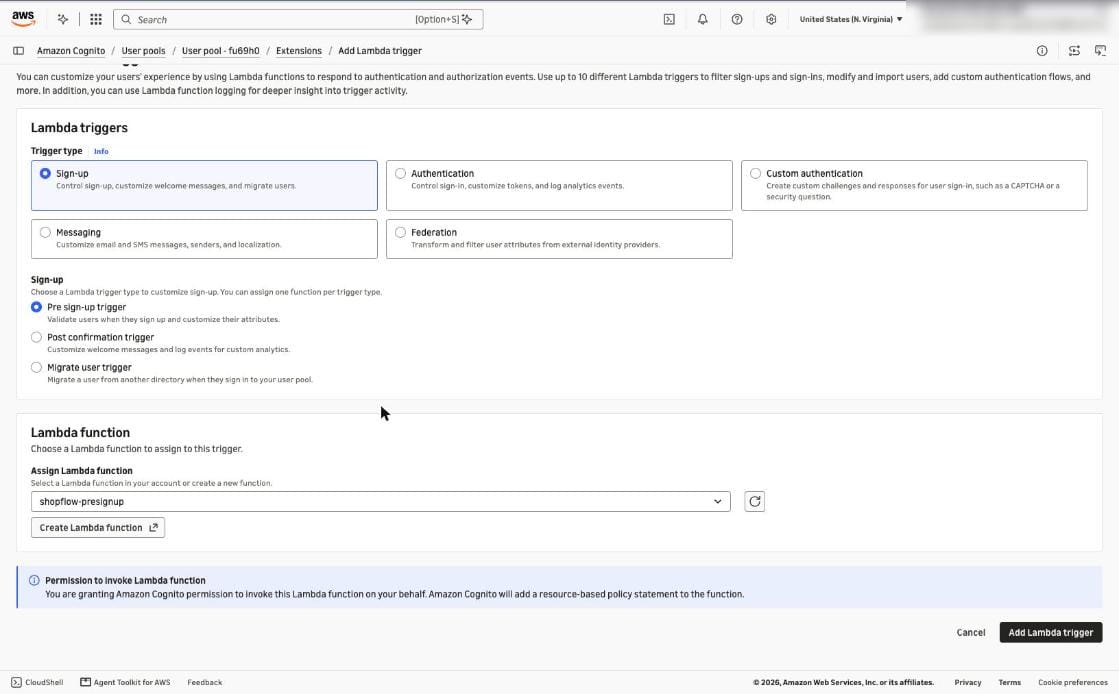 aws
Search
[Option+S]
United States (N. Virginia)
Amazon Cognito / User pools / User pool - fu69h0 / Extensions / Add Lambda trigger
You can customize your users' experience by using Lambda functions to respond to authentication and authorization events. Use up to 10 different Lambda triggers to filter sign-ups and sign-ins, modify and import users, add custom authentication flows, and
more. In addition, you can use Lambda function logging for deeper insight into trigger activity.
Lambda triggers
Trigger type Info
Sign-up
Control sign-up, customize welcome messages, and migrate users.
Authentication
Control sign-in, customize tokens, and log analytics events.
Custom authentication
Create custom challenges and responses for user sign-in, such as a CAPTCHA or a
security question.
Messaging
Customize email and SMS messages, senders, and localization.
Federation
Transform and filter user attributes from external identity providers.
Sign-up
Choose a Lambda trigger type to customize sign-up. You can assign one function per trigger type.
Pre sign-up trigger
Validate users when they sign up and customize their attributes.
Post confirmation trigger
Customize welcome messages and log events for custom analytics.
Migrate user trigger
Migrate a user from another directory when they sign in to your user pool.
Lambda function
Choose a Lambda function to assign to this trigger.
Assign Lambda function
Select a Lambda function in your account or create a new function.
shopflow-presignup
Create Lambda function
Permission to invoke Lambda function
You are granting Amazon Cognito permission to invoke this Lambda function on your behalf. Amazon Cognito will add a resource-based policy statement to the function.
Cancel
Add Lambda trigger
CloudShell
Agent Toolkit for AWS
Feedback
© 2026, Amazon Web Services, Inc. or its affiliates.
Privacy
Terms
Cookie preferences